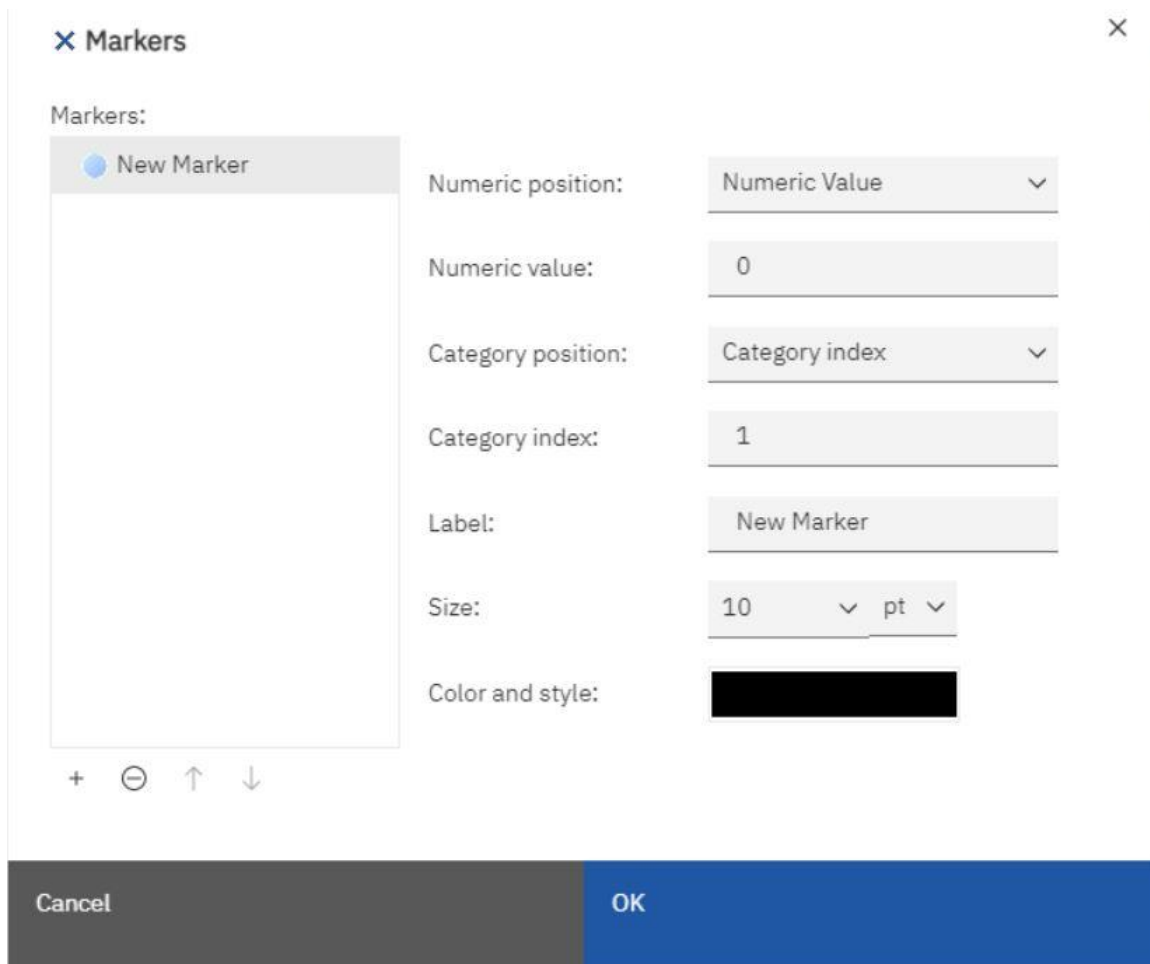 Markers
Markers:
New Marker
Numeric position: Numeric Value
Numeric value: 0
Category position: Category index
Category index: 1
Label: New Marker
Size: 10 pt
Color and style:
Cancel OK